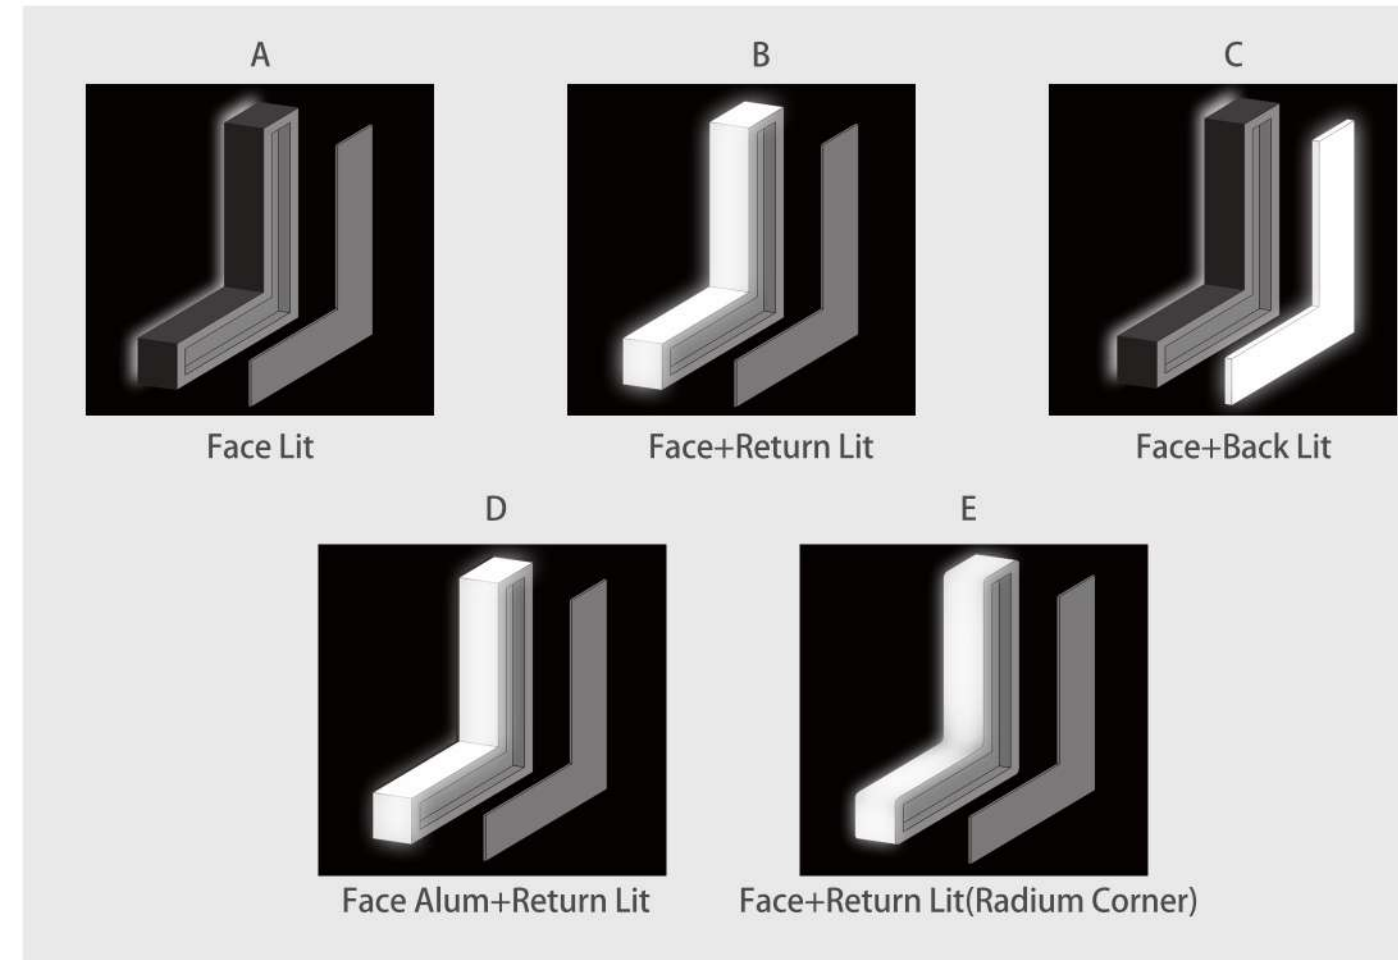 A
B
C
Face Lit
Face+Return Lit
Face+Back Lit
D
E
Face Alum+Return Lit
Face+Return Lit(Radium Corner)